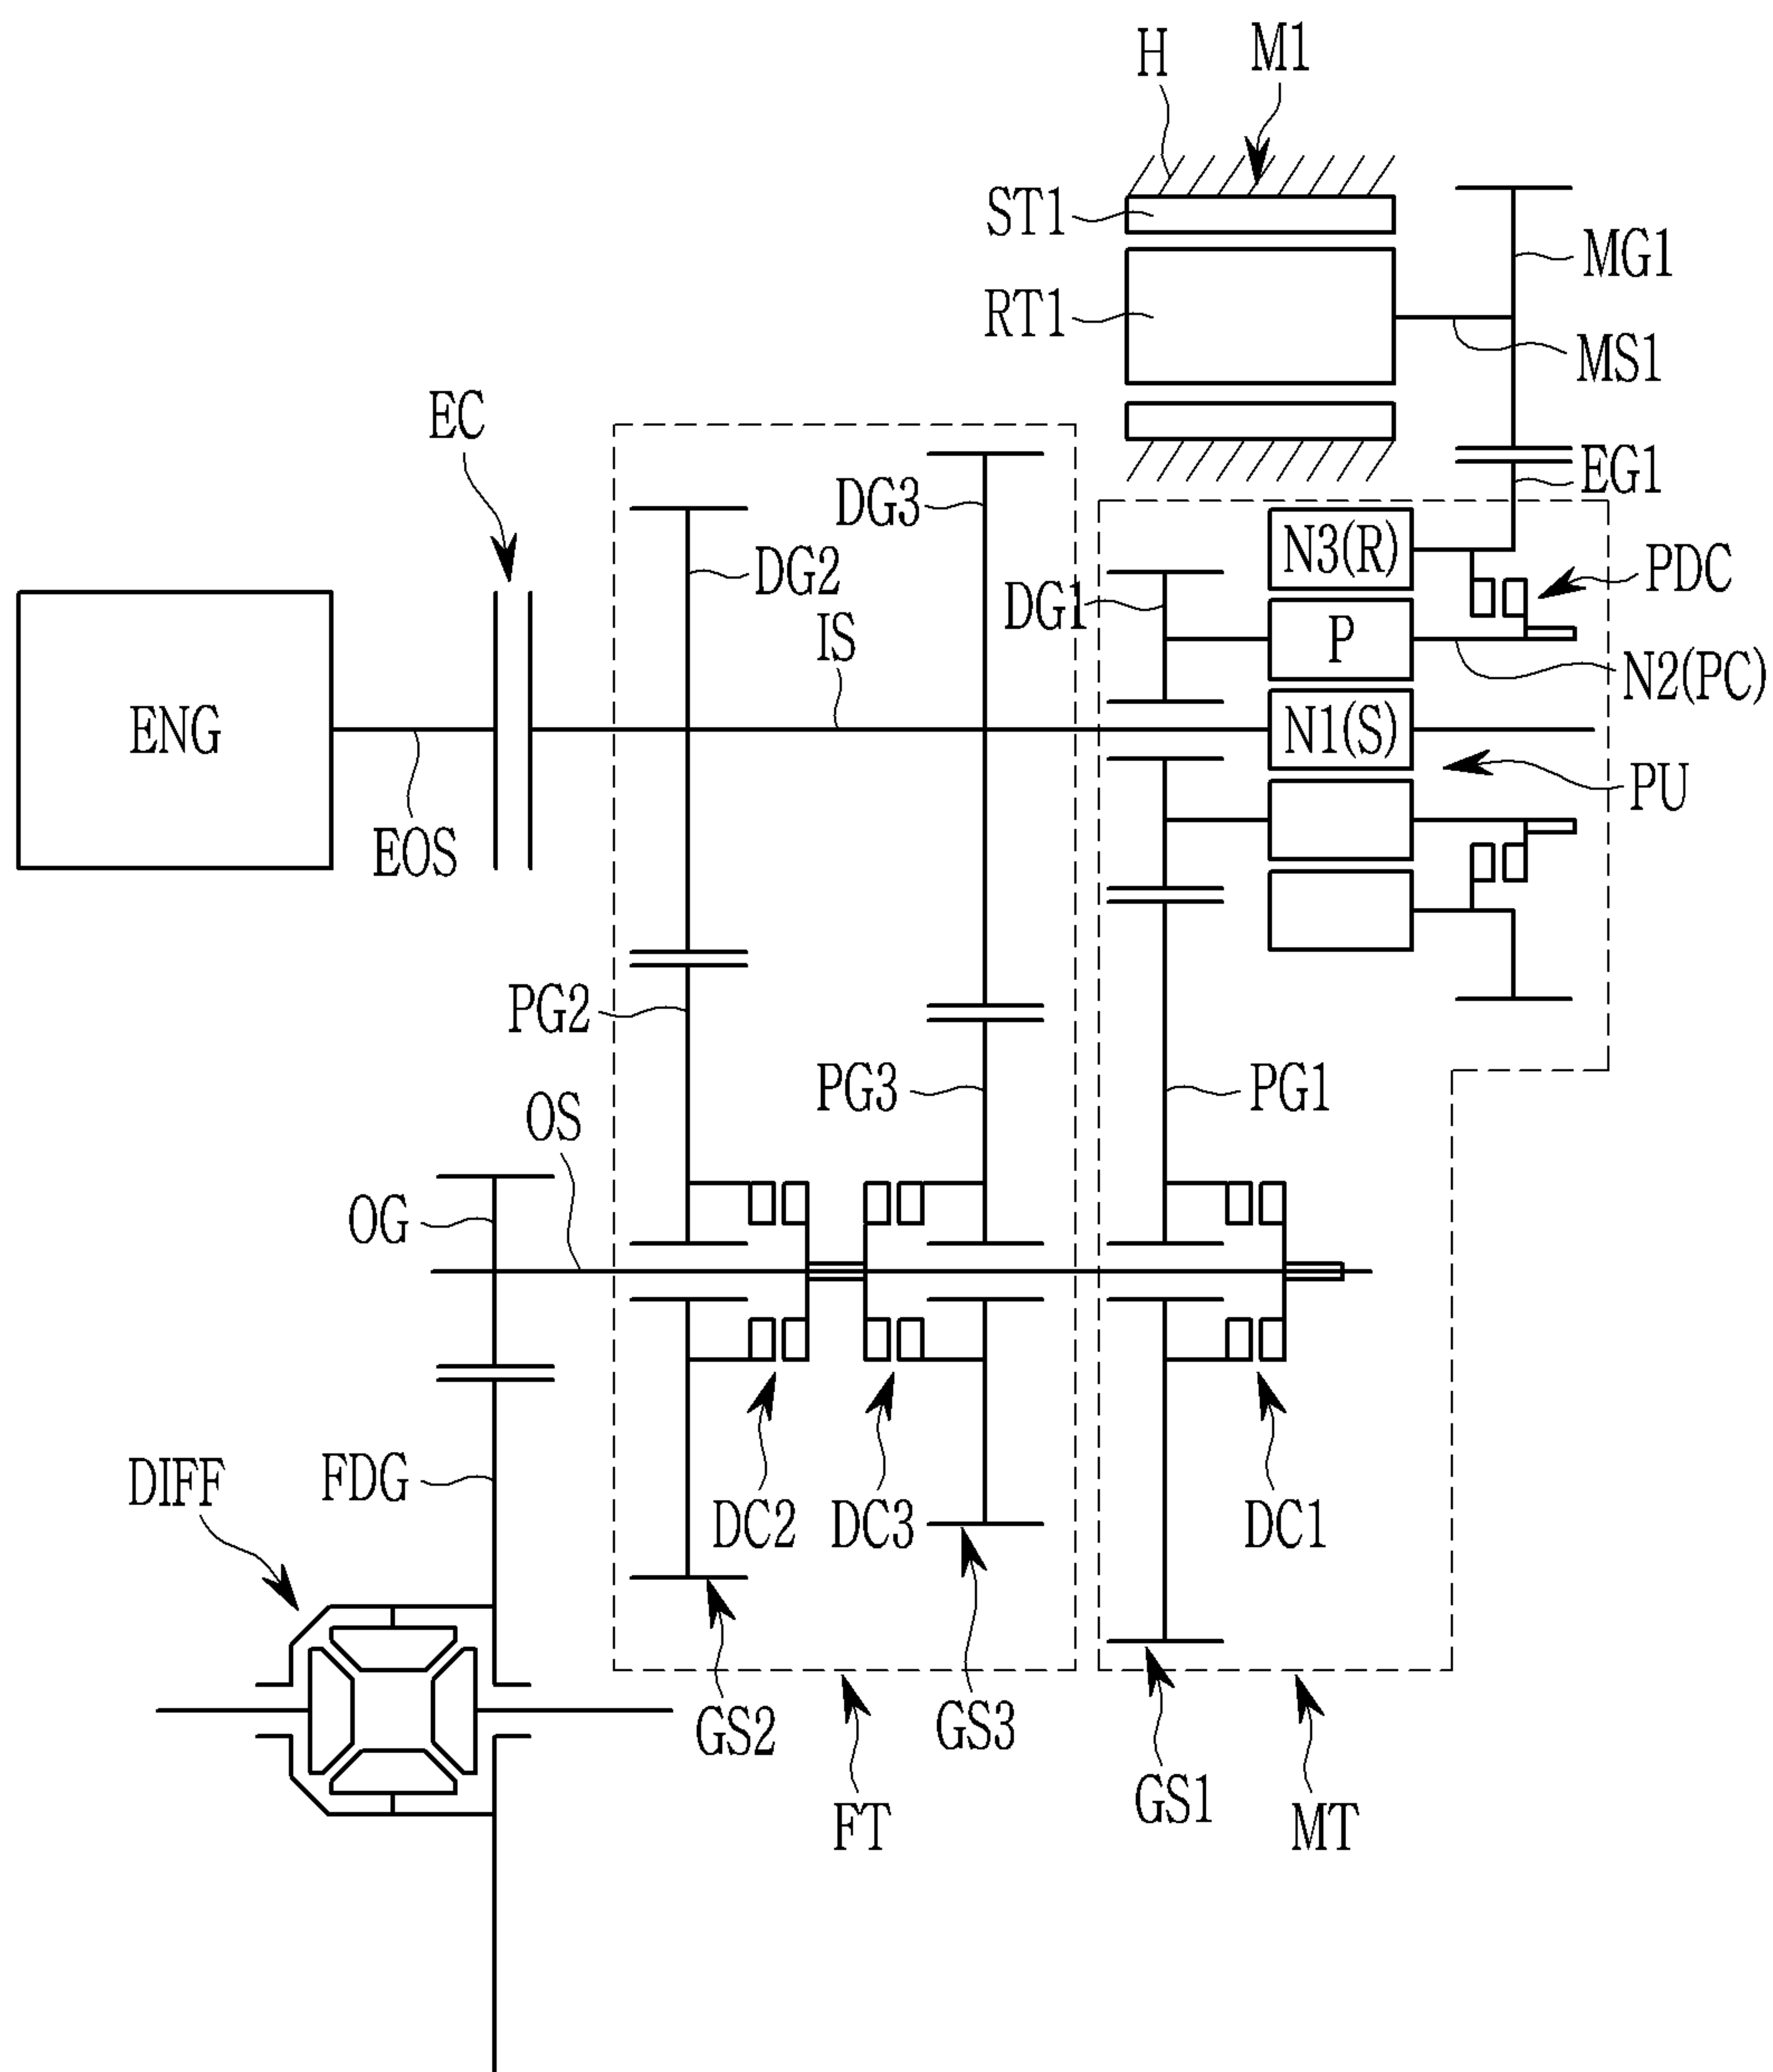 H
M1
ST1
MG1
RT1
MS1
EC
EG1
DG3
N3(R)
PDC
DG2
DG1
IS
P
N2(PC)
ENG
N1(S)
PU
EOS
PG2
PG3
PG1
OS
OG
DIFF
FDG
DC2
DC3
DC1
GS2
GS3
GS1
FT
MT